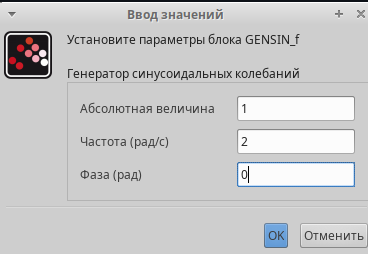 Ввод значений
Установите параметры блока GENSIN_f
Генератор синусоидальных колебаний
Абсолютная величина 1
Частота (рад/с) 2
Фаза (рад) 0
OK Отменить